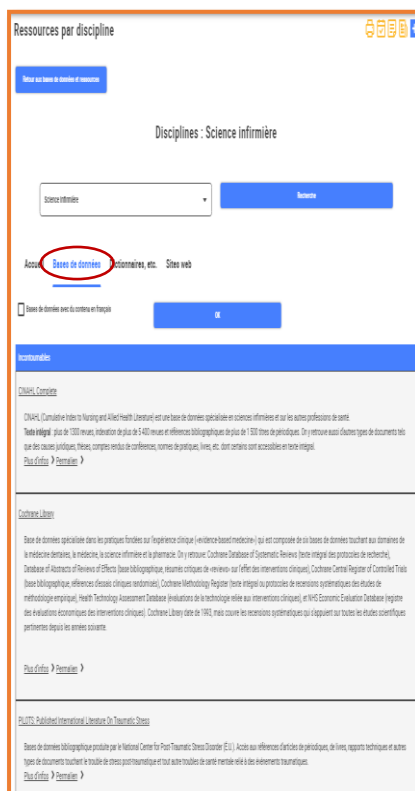 Ressources par discipline
Retour aux bases de données et ressources
Disciplines : Science infirmière
Science infirmière
Recherche
Accueil Bases de données Dictionnaires, etc. Sites web
Bases de données avec du contenu en français
OK
Incontournables
CINAHL Complete
CINAHL (Cumulative Index to Nursing and Allied Health Literature) est une base de données spécialisée en sciences infirmières et sur les autres professions de santé.
Texte intégral : plus de 1300 revues, indexation de plus de 5 400 revues et références bibliographiques de plus de 1 500 titres de périodiques. On y retrouve aussi d'autres types de documents tels
que des causes juridiques, thèses, comptes rendus de conférences, normes de pratiques, livres, etc. dont certains sont accessibles en texte intégral.
Plus d'infos > Permalien >
Cochrane Library
Base de données spécialisée dans les pratiques fondées sur l'expérience clinique («evidence-based medecine») qui est composée de six bases de données touchant aux domaines de
la médecine dentaires, la médecine, la science infirmière et la pharmacie. On y retrouve: Cochrane Database of Systematic Reviews (texte intégral des protocoles de recherche),
Database of Abstracts of Reviews of Effects (base bibliographique, résumés critiques de «reviews» sur l'effet des interventions cliniques), Cochrane Central Register of Controlled Trials
(base bibliographique, références d'essais cliniques randomisés), Cochrane Methodology Register (texte intégral ou protocoles de recensions systématiques des études de
méthodologie empirique), Health Technology Assessment Database (évaluations de la technologie reliée aux interventions cliniques), et NHS Economic Evaluation Database (registre
des évaluations économiques des interventions cliniques). Cochrane Library date de 1993, mais couvre les recensions systématiques qui s'appuient sur toutes les études scientifiques
pertinentes depuis les années soixante.
Plus d'infos > Permalien >
PILOTS: Published International Literature On Traumatic Stress
Bases de données bibliographique produite par le National Center for Post-Traumatic Stress Disorder (É.U.). Accès aux références d'articles de périodiques, de livres, rapports techniques et autres
types de documents touchant le trouble de stress post-traumatique et tout autre troubles de santé mentale relié à des évènements traumatiques.
Plus d'infos > Permalien >